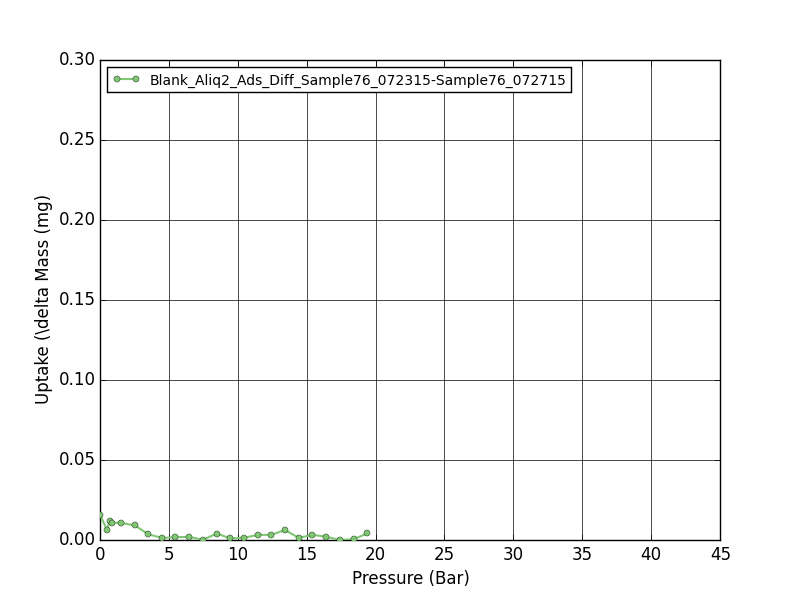 Blank_Aliq2_Ads_Diff_Sample76_072315-Sample76_072715
0.30
0.25
0.20
0.15
0.10
0.05
0.00
Uptake (\delta Mass (mg)
0 5 10 15 20 25 30 35 40 45
Pressure (Bar)